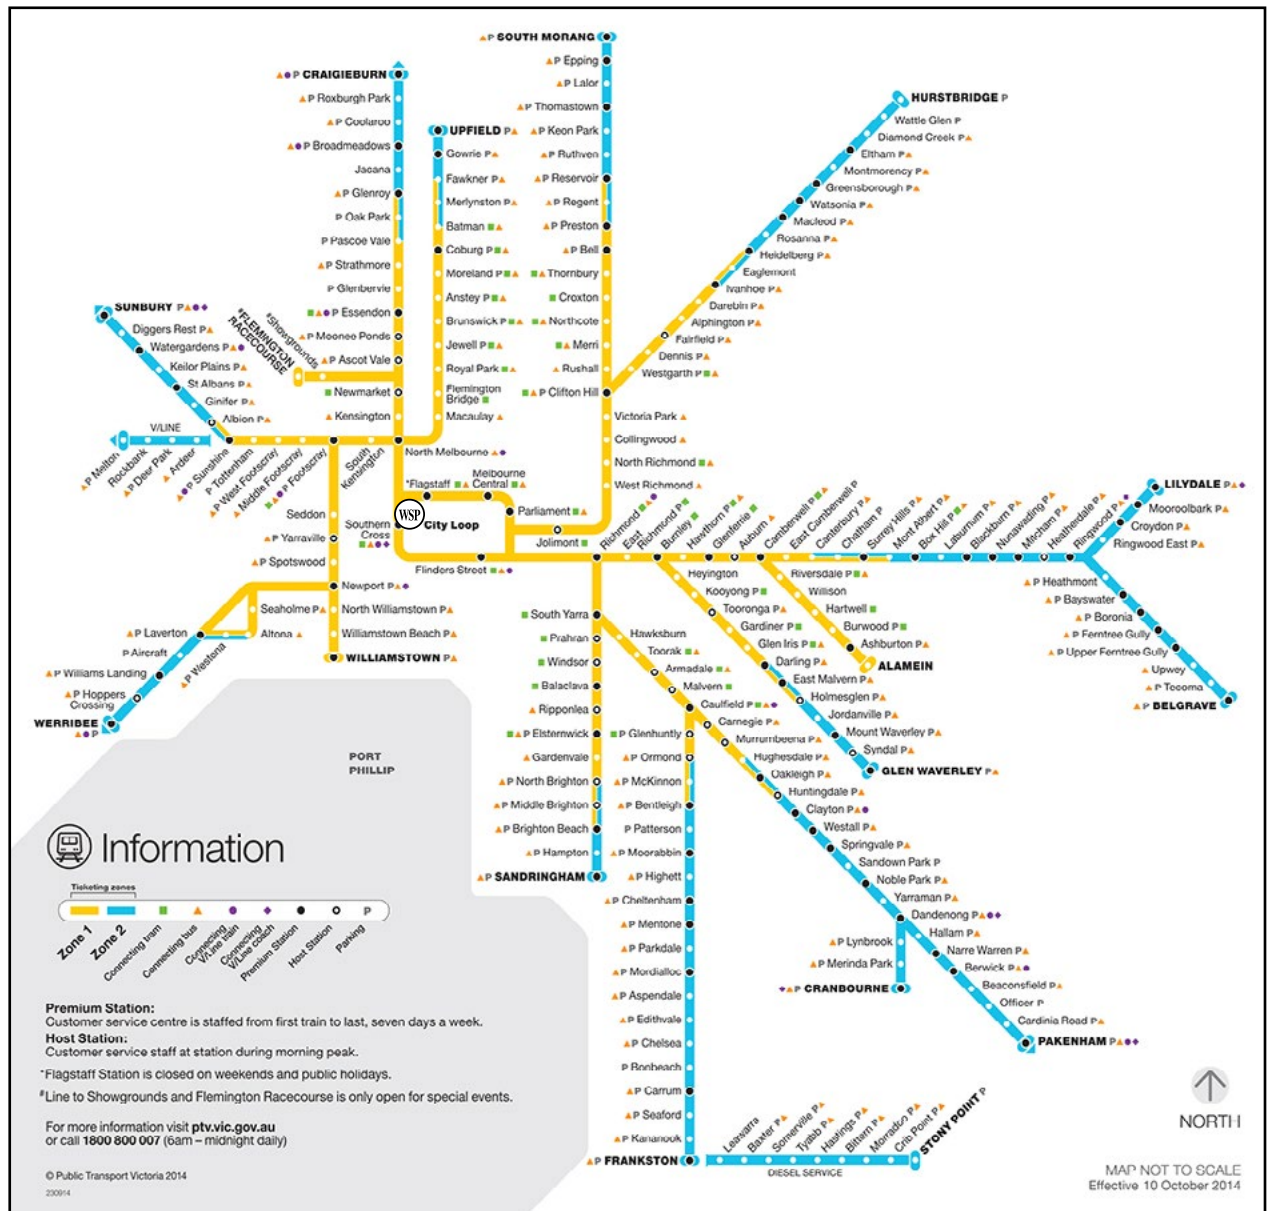 SOUTH MORANG
P Epping
P Lalor
P Thomastown
P Keon Park
P Ruthven
P Reservoir
P Regent
P Preston
P Bell
Thornbury
Croxton
Northcote
Merri
Rushall
P Clifton Hill
Victoria Park
Collingwood
North Richmond
West Richmond
Jolimont
P CRAIGIEBURN
P Roxburgh Park
P Coolaroo
P Broadmeadows
Jacana
P Glenroy
P Oak Park
P Pascoe Vale
P Strathmore
P Glenbervie
P Essendon
P Moonee Ponds
P Ascot Vale
Newmarket
Kensington
UPFIELD P
Gowrie P
Fawkner P
Merlynston P
Batman
Coburg P
Moreland P
Anstey P
Brunswick P
Jewell P
Royal Park
Flemington
Bridge
Macaulay
North Melbourne
HURSTBRIDGE P
Wattle Glen P
Diamond Creek P
Eltham P
Montmorency P
Greensborough P
Watsonia P
Macleod P
Rosanna P
Heidelberg P
Eaglemont
Ivanhoe P
Darebin P
Alphington P
Fairfield P
Dennis P
Westgarth P
#Showgrounds
#FLEMINGTON
RACECOURSE
SUNBURY P
Diggers Rest P
Watergardens P
Keilor Plains P
St Albans P
Ginifer P
Albion P
V/LINE
P Melton
Rockbank
P Deer Park
Ardeer
P Sunshine
P Tottenham
P West Footscray
P Middle Footscray
P Footscray
South
Kensington
*Flagstaff
Melbourne
Central
Parliament
WSP
City Loop
Southern
Cross
Flinders Street
Seddon
P Yarraville
P Spotswood
Newport P
Seaholme P
Altona
North Williamstown P
Williamstown Beach P
WILLIAMSTOWN P
P Laverton
P Aircraft
P Westona
P Williams Landing
P Hoppers
Crossing
WERRIBEE
P
Richmond
East Richmond P
Burnley
Hawthorn P
Glenferrie
Auburn
Camberwell P
East Camberwell P
Canterbury P
Chatham P
Surrey Hills P
Mont Albert P
Box Hill P
Laburnum P
Blackburn P
Nunawading P
Mitcham P
Heatherdale P
Ringwood P
LILYDALE P
Mooroolbark P
Croydon P
Ringwood East P
P Heathmont
P Bayswater
P Boronia
P Ferntree Gully
P Upper Ferntree Gully
Upwey
P Tecoma
P BELGRAVE
Riversdale P
Willison
Hartwell
Burwood P
Ashburton P
ALAMEIN
Heyington
Kooyong P
Tooronga P
Gardiner P
Glen Iris P
Darling P
East Malvern P
Holmesglen P
Jordanville P
Mount Waverley P
Syndal P
GLEN WAVERLEY P
South Yarra
Prahran
Windsor
Balaclava
Ripponlea
P Elsternwick
Gardenvale
P North Brighton
P Middle Brighton
P Brighton Beach
P Hampton
P SANDRINGHAM
Hawksburn
Toorak
Armadale
Malvern
Caulfield P
Carnegie P
Murrumbeena P
Hughesdale P
Oakleigh P
Huntingdale P
Clayton P
Westall P
Springvale P
Sandown Park P
Noble Park P
Yarraman P
Dandenong P
Hallam P
Narre Warren P
Berwick P
Beaconsfield P
Officer P
Cardinia Road P
PAKENHAM P
P Lynbrook
P Merinda Park
P CRANBOURNE
P Glenhuntly
P Ormond
P McKinnon
P Bentleigh
P Patterson
P Moorabbin
P Highett
P Cheltenham
P Mentone
P Parkdale
P Mordialloc
P Aspendale
P Edithvale
P Chelsea
P Bonbeach
P Carrum
P Seaford
P Kananook
P FRANKSTON
Leawarra
Baxter P
Somerville P
Tyabb P
Hastings P
Bittern P
Morradoo P
Crib Point P
STONY POINT P
DIESEL SERVICE
PORT
PHILLIP
Information
Ticketing zones
Zone 1
Zone 2
Connecting tram
Connecting bus
Connecting
V/Line train
Connecting
V/Line coach
Premium Station
Host Station
Parking
P
Premium Station:
Customer service centre is staffed from first train to last, seven days a week.
Host Station:
Customer service staff at station during morning peak.
*Flagstaff Station is closed on weekends and public holidays.
#Line to Showgrounds and Flemington Racecourse is only open for special events.
For more information visit ptv.vic.gov.au
or call 1800 800 007 (6am – midnight daily)
© Public Transport Victoria 2014
230914
NORTH
MAP NOT TO SCALE
Effective 10 October 2014